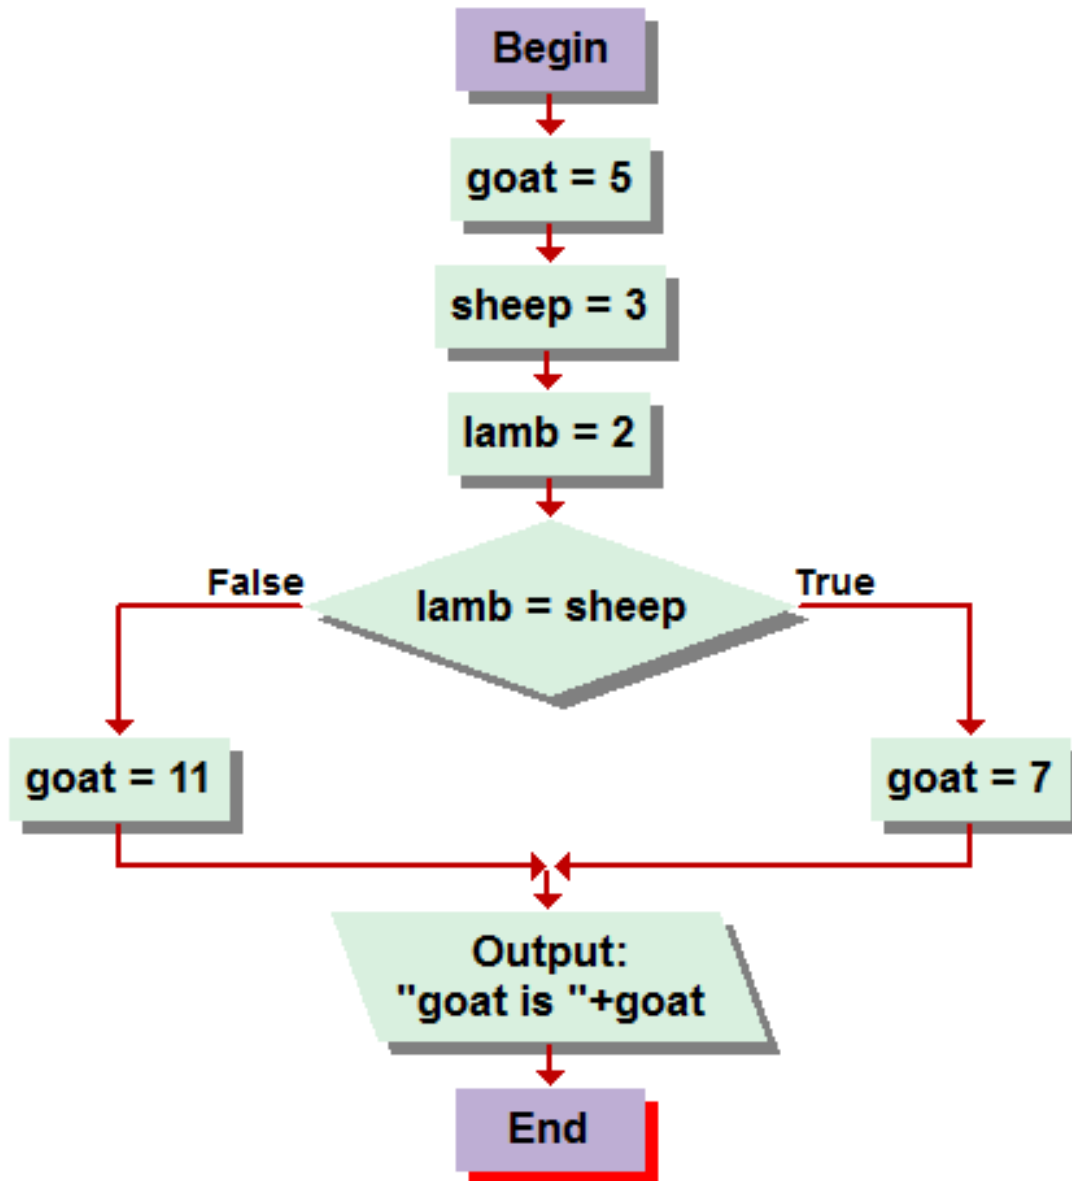 Begin
goat = 5
sheep = 3
lamb = 2
False
True
lamb = sheep
goat = 11
goat = 7
Output:
"goat is "+goat
End